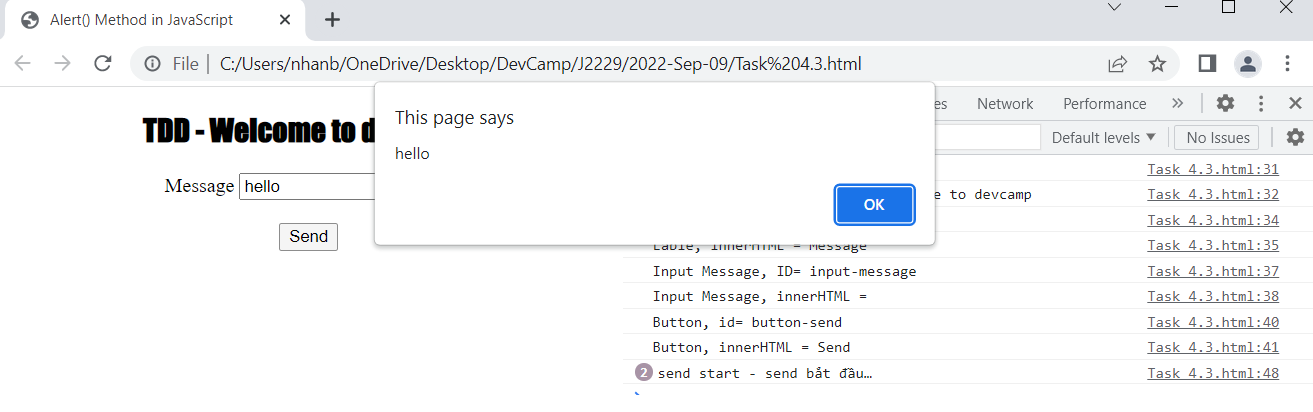 Alert() Method in JavaScript
File C:/Users/nhanb/OneDrive/Desktop/DevCamp/J2229/2022-Sep-09/Task%204.3.html
Network Performance
Default levels No Issues
TDD - Welcome to
Message hello
Send
This page says
hello
OK
Task 4.3.html:31
to devcamp Task 4.3.html:32
Task 4.3.html:34
Lable, innerHTML = Message Task 4.3.html:35
Input Message, ID= input-message Task 4.3.html:37
Input Message, innerHTML = Task 4.3.html:38
Button, id= button-send Task 4.3.html:40
Button, innerHTML = Send Task 4.3.html:41
2 send start - send bắt đầu… Task 4.3.html:48